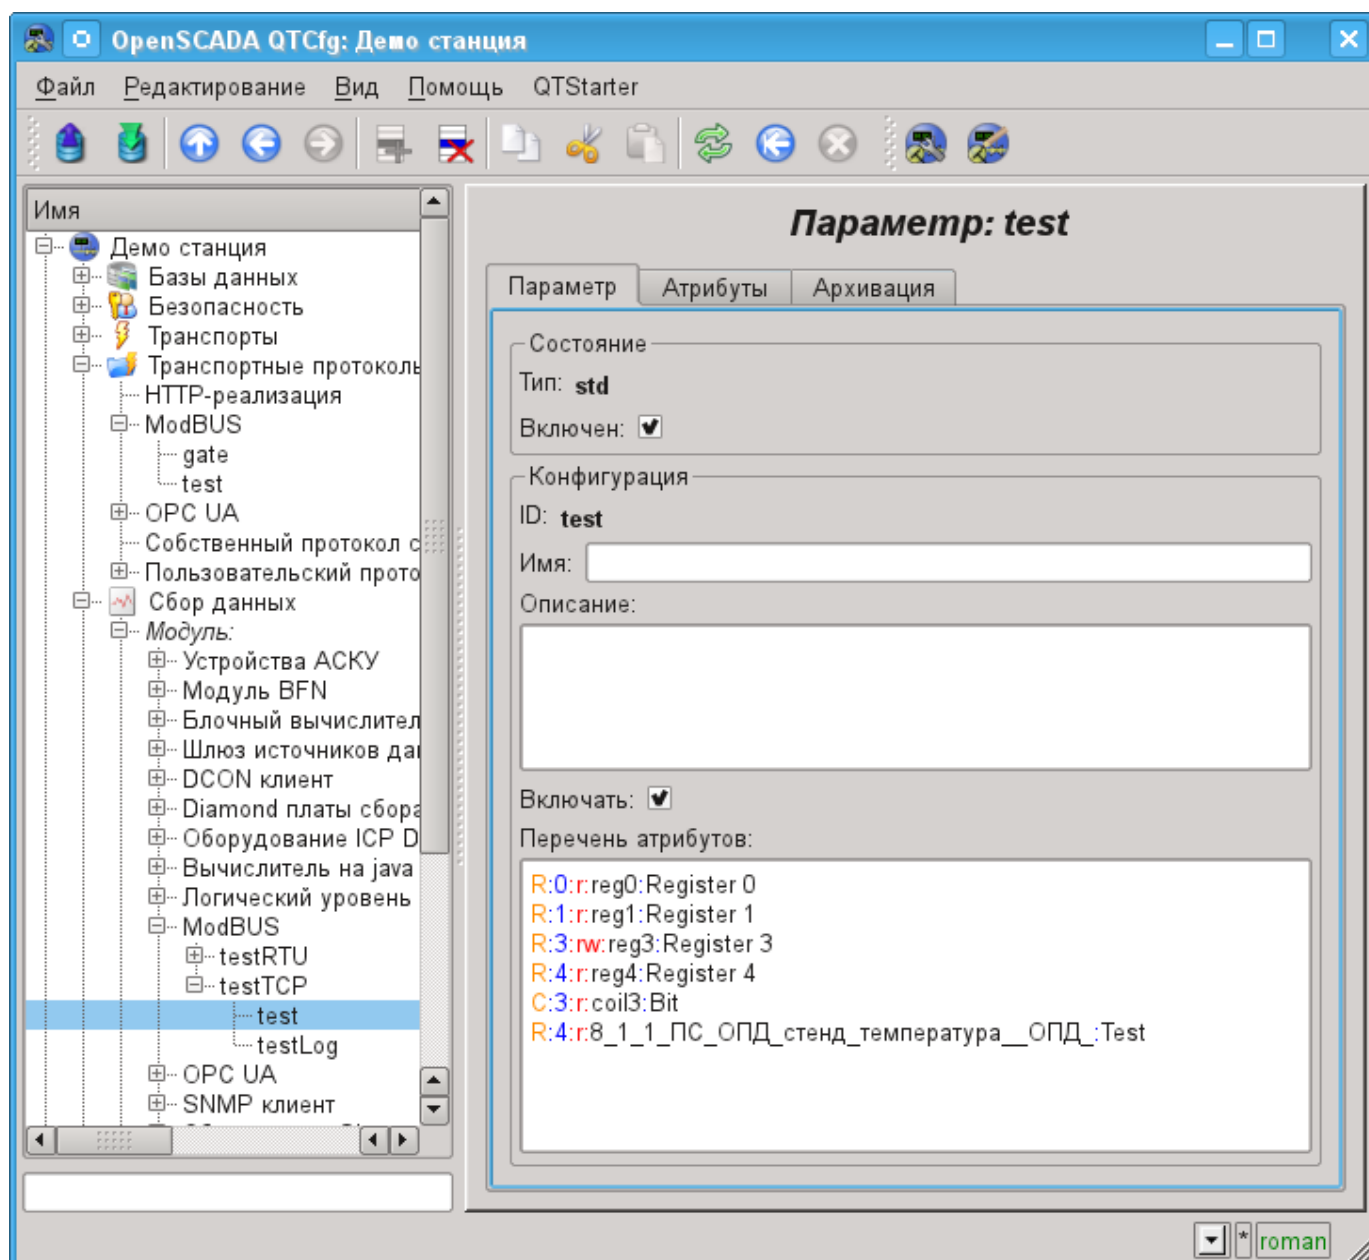 OpenSCADA QTCfg: Демо станция
Файл Редактирование Вид Помощь QTStarter
Имя
Демо станция
Базы данных
Безопасность
Транспорты
Транспортные протоколь
HTTP-реализация
ModBUS
gate
test
OPC UA
Собственный протокол с
Пользовательский прото
Сбор данных
Модуль:
Устройства АСКУ
Модуль BFN
Блочный вычислител
Шлюз источников дан
DCON клиент
Diamond платы сбора
Оборудование ICP D
Вычислитель на java
Логический уровень
ModBUS
testRTU
testTCP
test
testLog
OPC UA
SNMP клиент
Параметр: test
Параметр Атрибуты Архивация
Состояние
Тип: std
Включен:
Конфигурация
ID: test
Имя:
Описание:
Включать:
Перечень атрибутов:
R:0:r:reg0:Register 0
R:1:r:reg1:Register 1
R:3:rw:reg3:Register 3
R:4:r:reg4:Register 4
C:3:r:coil3:Bit
R:4:r:8_1_1_ПС_ОПД_стенд_температура__ОПД_:Test
* roman